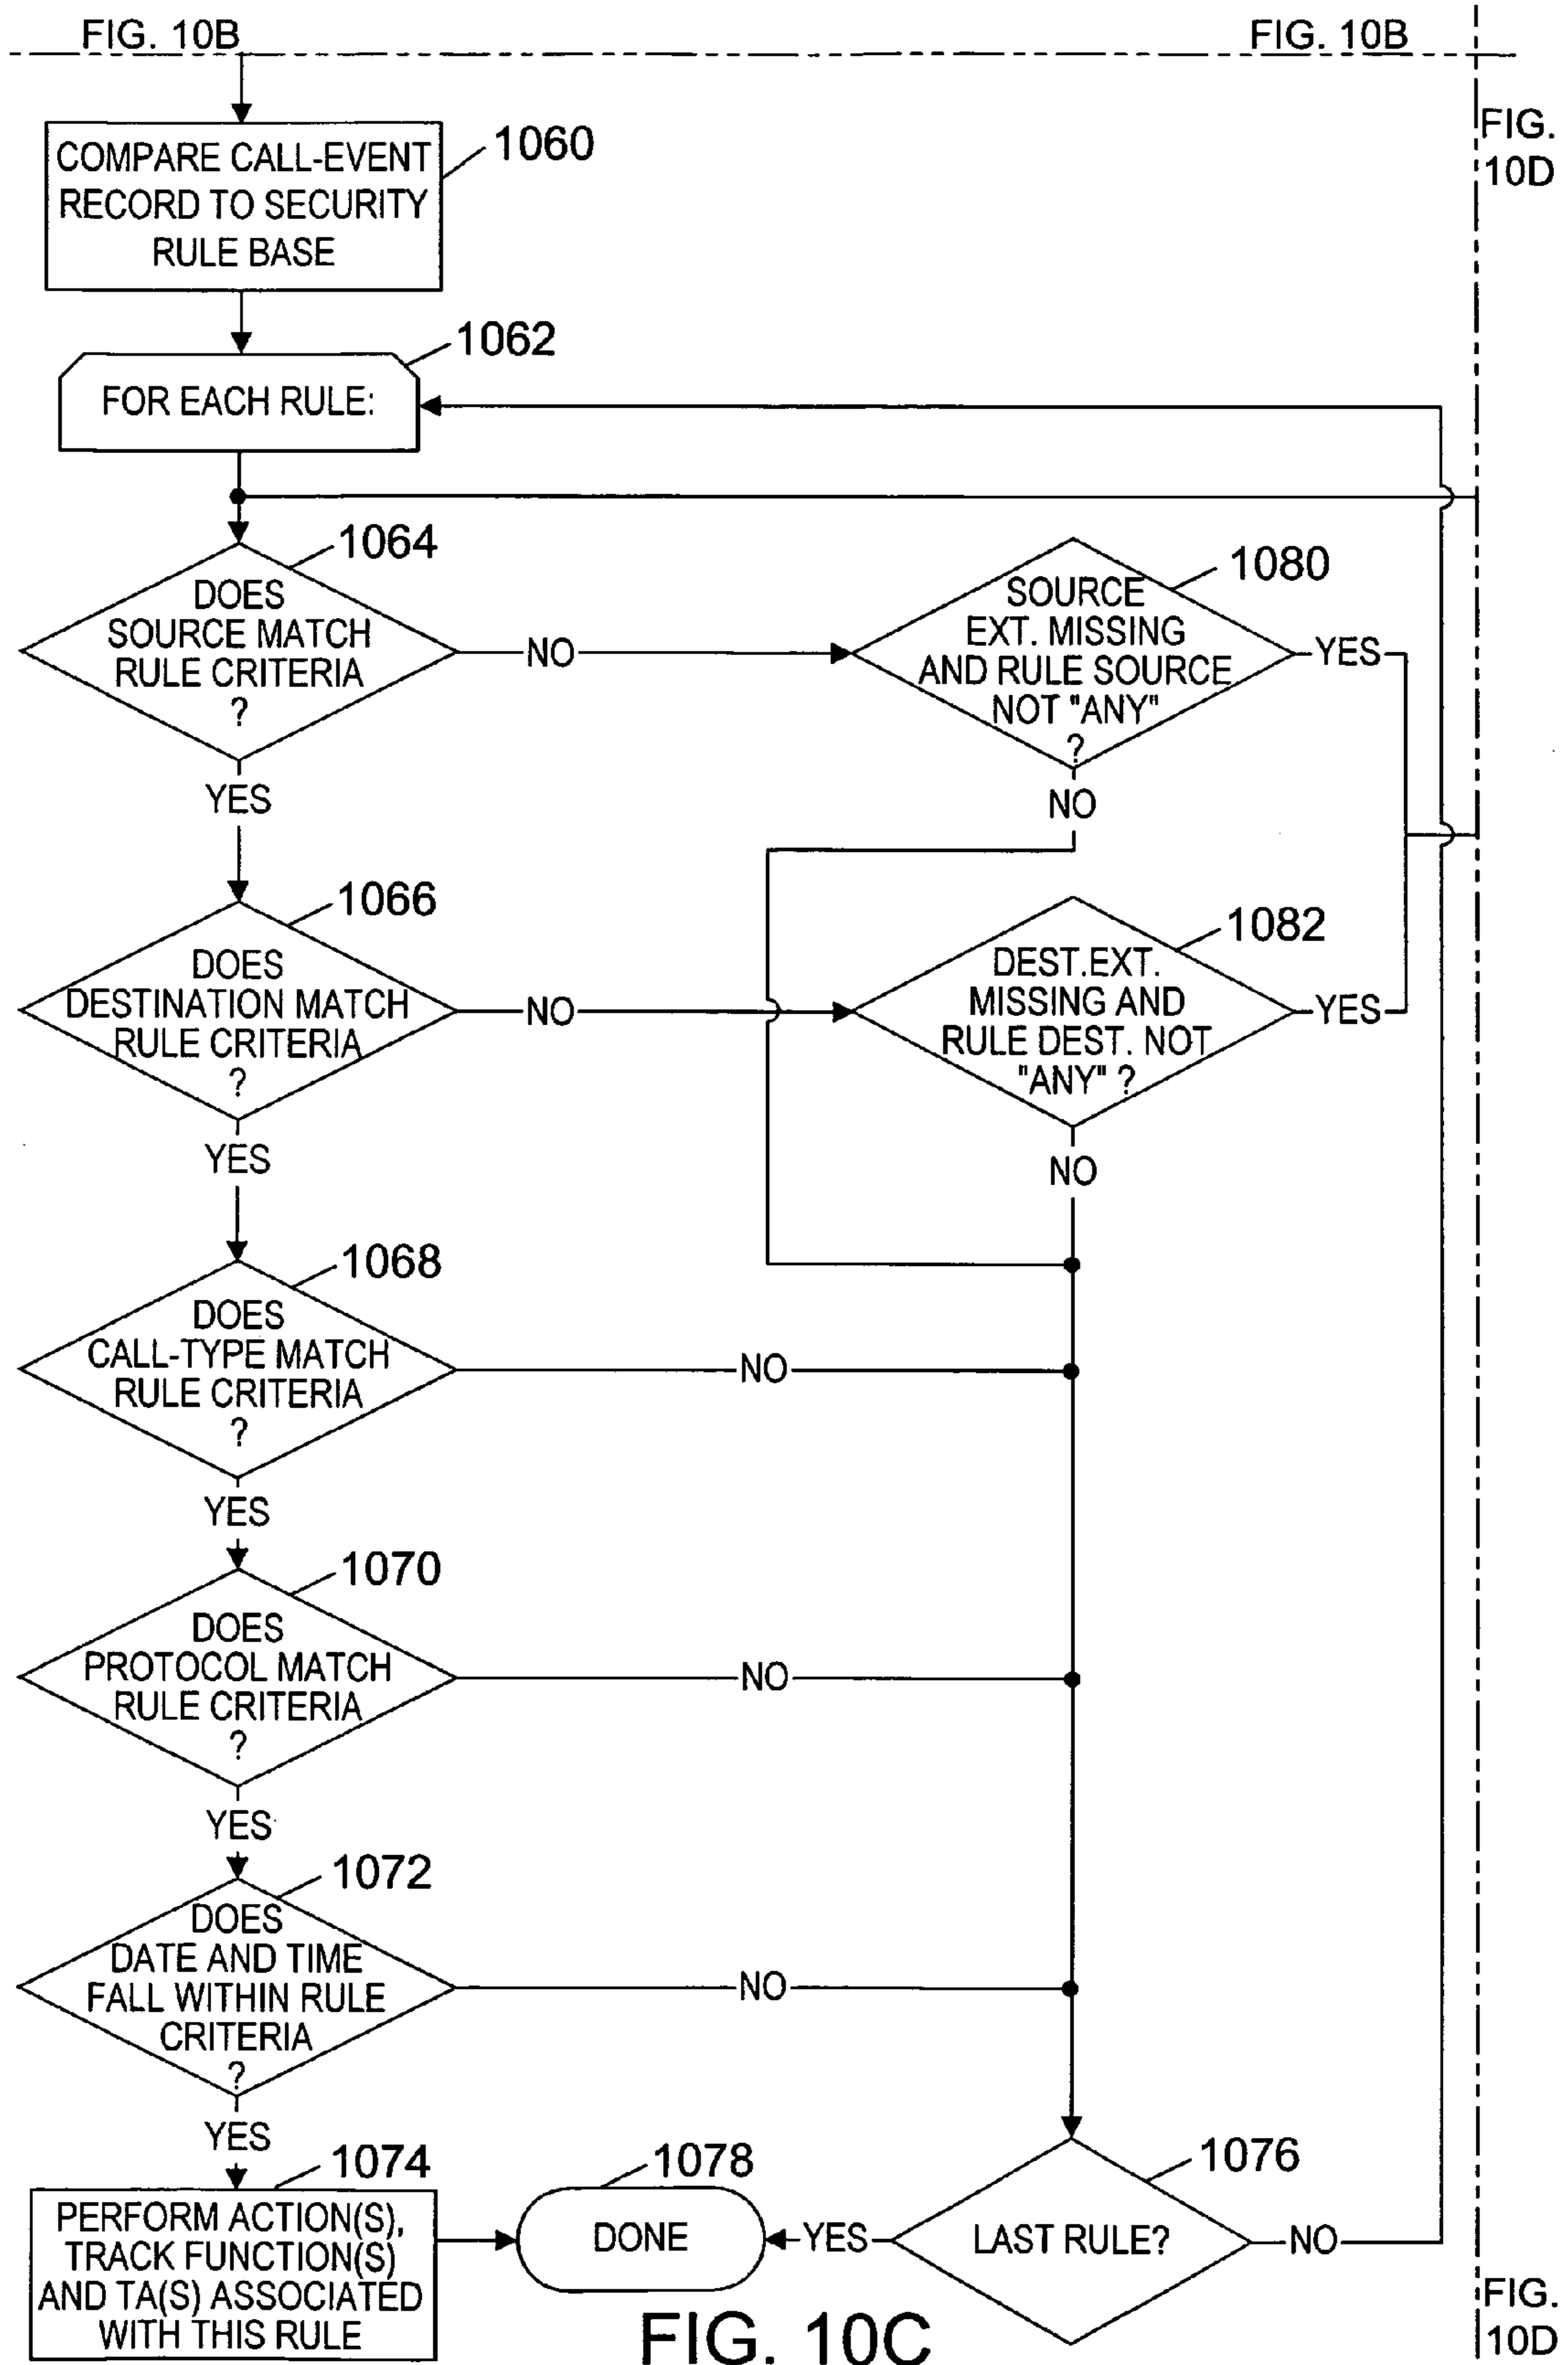 FIG. 10B
FIG. 10B
FIG.
10D
COMPARE CALL-EVENT
RECORD TO SECURITY
RULE BASE
1060
1062
FOR EACH RULE:
1064
DOES
SOURCE MATCH
RULE CRITERIA
?
NO
YES
1080
SOURCE
EXT. MISSING
AND RULE SOURCE
NOT "ANY"
?
YES
NO
1066
DOES
DESTINATION MATCH
RULE CRITERIA
?
NO
YES
1082
DEST.EXT.
MISSING AND
RULE DEST. NOT
"ANY" ?
YES
NO
1068
DOES
CALL-TYPE MATCH
RULE CRITERIA
?
NO
YES
1070
DOES
PROTOCOL MATCH
RULE CRITERIA
?
NO
YES
1072
DOES
DATE AND TIME
FALL WITHIN RULE
CRITERIA
?
NO
YES
1074
PERFORM ACTION(S),
TRACK FUNCTION(S)
AND TA(S) ASSOCIATED
WITH THIS RULE
1078
DONE
YES
1076
LAST RULE?
NO
FIG. 10C
FIG.
10D